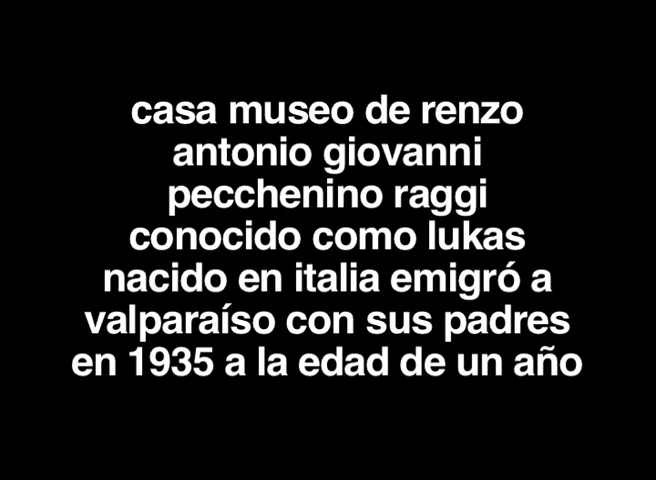 casa museo de renzo
antonio giovanni
pecchenino raggi
conocido como lukas
nacido en italia emigró a
valparaíso con sus padres
en 1935 a la edad de un año